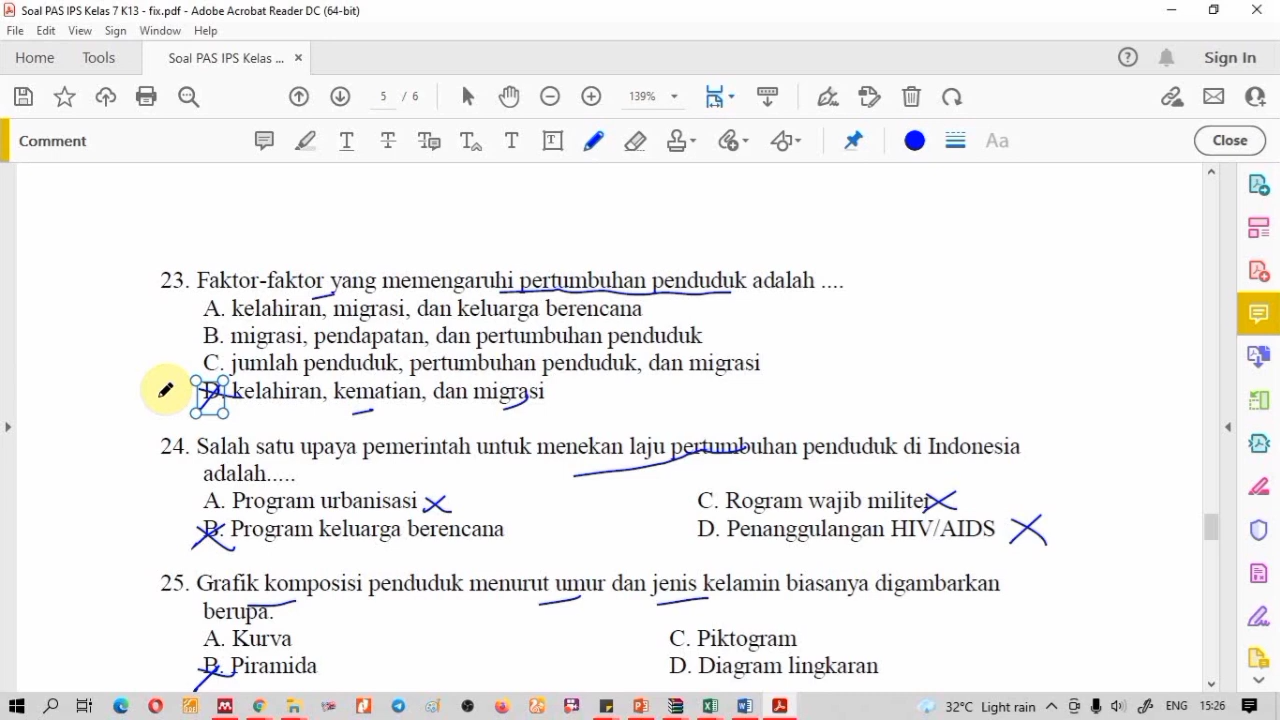 Soal PAS IPS Kelas 7 K13 - fix.pdf - Adobe Acrobat Reader DC (64-bit)
File Edit View Sign Window Help
Home Tools Soal PAS IPS Kelas ... × Sign In
5 / 6 139%
Comment Aa Close
23. Faktor-faktor yang memengaruhi pertumbuhan penduduk adalah ....
A. kelahiran, migrasi, dan keluarga berencana
B. migrasi, pendapatan, dan pertumbuhan penduduk
C. jumlah penduduk, pertumbuhan penduduk, dan migrasi
D. kelahiran, kematian, dan migrasi
24. Salah satu upaya pemerintah untuk menekan laju pertumbuhan penduduk di Indonesia
adalah.....
A. Program urbanisasi C. Rogram wajib militer
B. Program keluarga berencana D. Penanggulangan HIV/AIDS
25. Grafik komposisi penduduk menurut umur dan jenis kelamin biasanya digambarkan
berupa.
A. Kurva C. Piktogram
B. Piramida D. Diagram lingkaran
32°C Light rain ENG 15:26